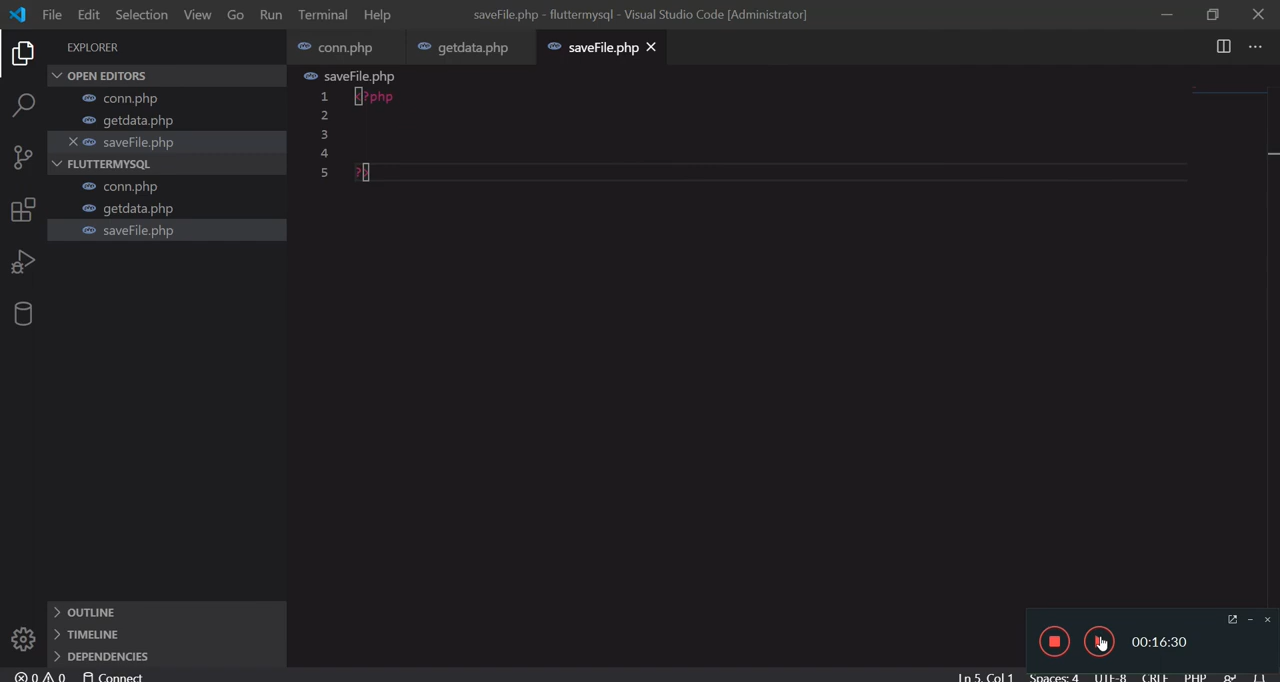 File Edit Selection View Go Run Terminal Help saveFile.php - fluttermysql - Visual Studio Code [Administrator]
EXPLORER
conn.php getdata.php saveFile.php
OPEN EDITORS
conn.php
getdata.php
saveFile.php
FLUTTERMYSQL
conn.php
getdata.php
saveFile.php
OUTLINE
TIMELINE
DEPENDENCIES
saveFile.php
1 <?php
2
3
4
5 ?>
00:16:30
0 0 Connect Ln 5, Col 1 Spaces: 4 UTF-8 CRLF PHP